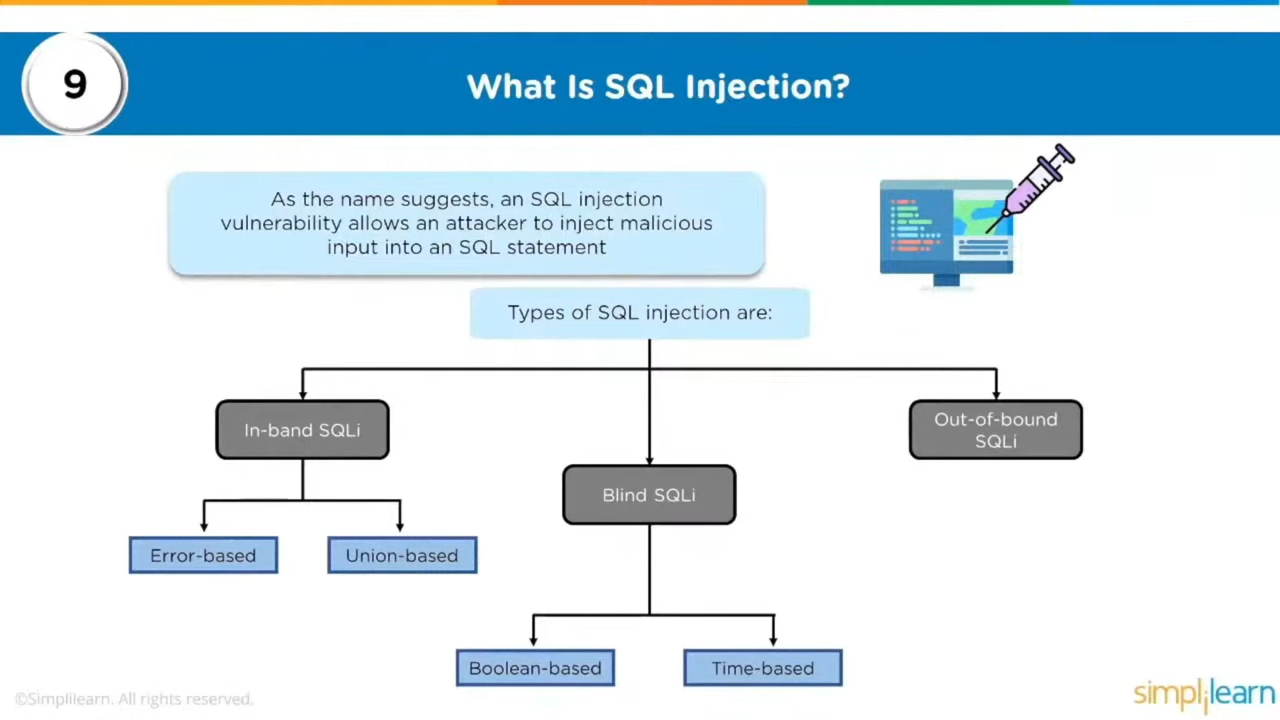 9
What Is SQL Injection?
As the name suggests, an SQL injection
vulnerability allows an attacker to inject malicious
input into an SQL statement
Types of SQL injection are:
In-band SQLi
Out-of-bound
SQLi
Blind SQLi
Error-based
Union-based
Boolean-based
Time-based
©Simplilearn. All rights reserved.
simplilearn